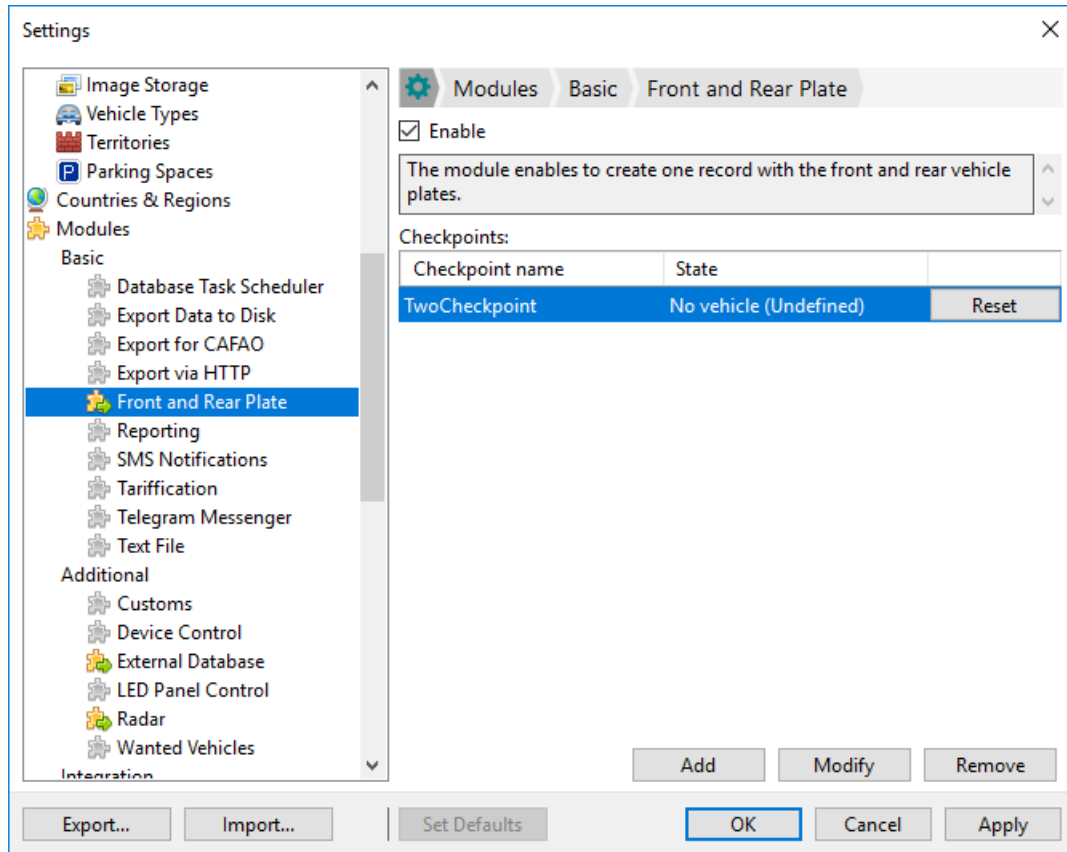 Settings
Image Storage
Vehicle Types
Territories
P Parking Spaces
Countries & Regions
Modules
Basic
Database Task Scheduler
Export Data to Disk
Export for CAFAO
Export via HTTP
Front and Rear Plate
Reporting
SMS Notifications
Tariffication
Telegram Messenger
Text File
Additional
Customs
Device Control
External Database
LED Panel Control
Radar
Wanted Vehicles
Integration
Modules Basic Front and Rear Plate
Enable
The module enables to create one record with the front and rear vehicle
plates.
Checkpoints:
Checkpoint name State
TwoCheckpoint No vehicle (Undefined) Reset
Add Modify Remove
Export... Import... Set Defaults OK Cancel Apply